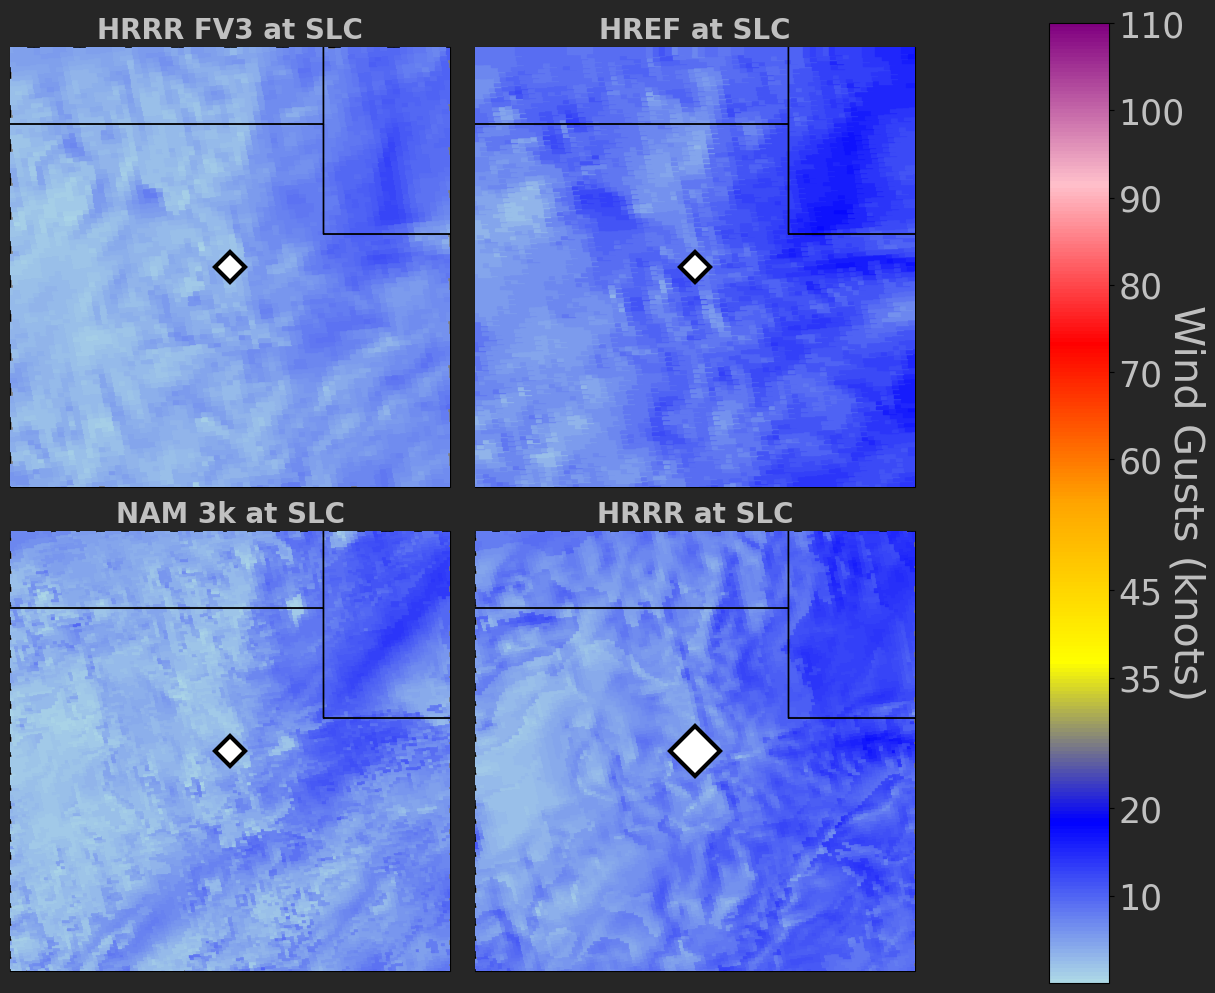 HRRR FV3 at SLC
HREF at SLC
NAM 3k at SLC
HRRR at SLC
110
100
90
80
70
60
45
35
20
10
Wind Gusts (knots)